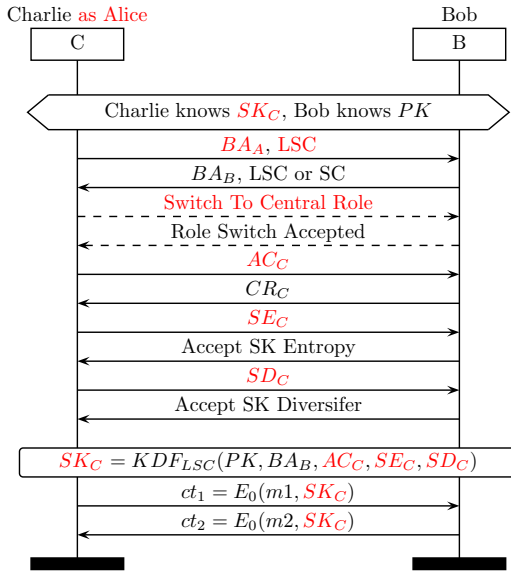 Charlie as Alice
Bob
C
B
Charlie knows SK_C, Bob knows PK
BA_A, LSC
BA_B, LSC or SC
Switch To Central Role
Role Switch Accepted
AC_C
CR_C
SE_C
Accept SK Entropy
SD_C
Accept SK Diversifer
SK_C = KDF_{LSC}(PK, BA_B, AC_C, SE_C, SD_C)
ct_1 = E_0(m1, SK_C)
ct_2 = E_0(m2, SK_C)